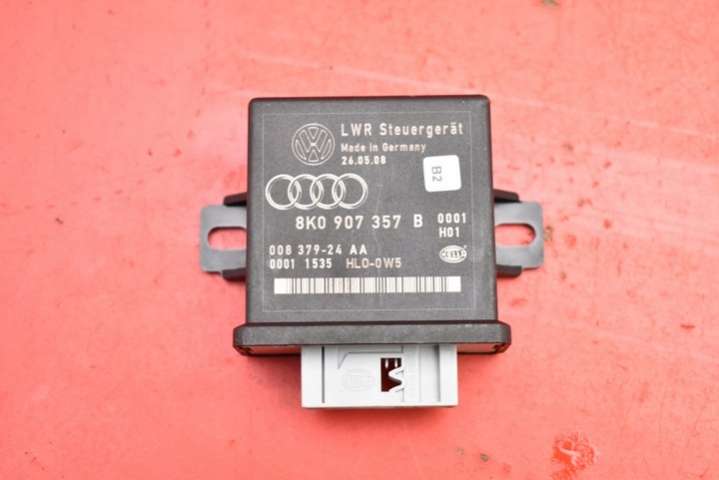 LWR Steuergerät
Made in Germany
26.05.08
B2
8K0 907 357 B 0001
H01
008 379-24 AA
0001 1535 HLO-0W5
HELLA